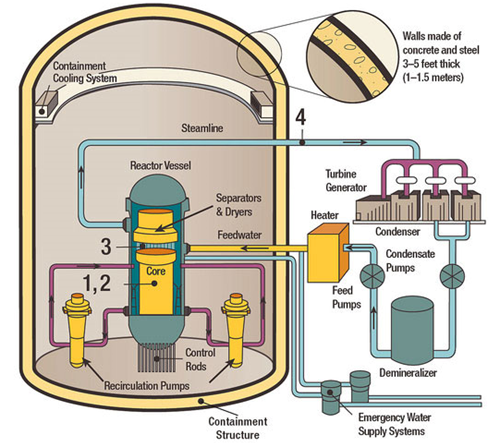 Walls made of
concrete and steel
3–5 feet thick
(1–1.5 meters)
Containment
Cooling System
Steamline
4
Reactor Vessel
Turbine
Generator
Separators
& Dryers
Heater
Condenser
Feedwater
3
Condensate
Pumps
Core
1,2
Feed
Pumps
Control
Rods
Demineralizer
Recirculation Pumps
Containment
Structure
Emergency Water
Supply Systems